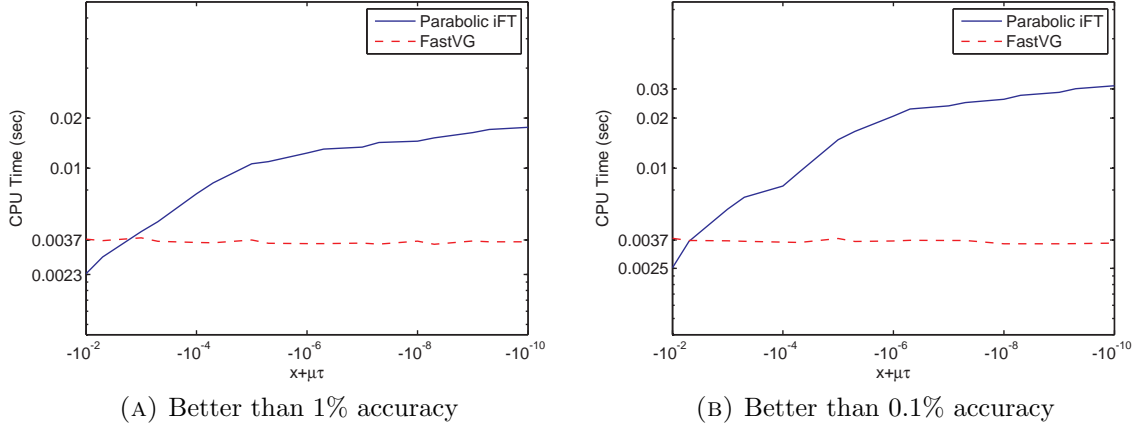 Parabolic iFT
FastVG
CPU Time (sec)
0.02
0.01
0.0037
0.0023
-10^-2
-10^-4
-10^-6
-10^-8
-10^-10
x+μτ
(A) Better than 1% accuracy
Parabolic iFT
FastVG
CPU Time (sec)
0.03
0.02
0.01
0.0037
0.0025
-10^-2
-10^-4
-10^-6
-10^-8
-10^-10
x+μτ
(B) Better than 0.1% accuracy